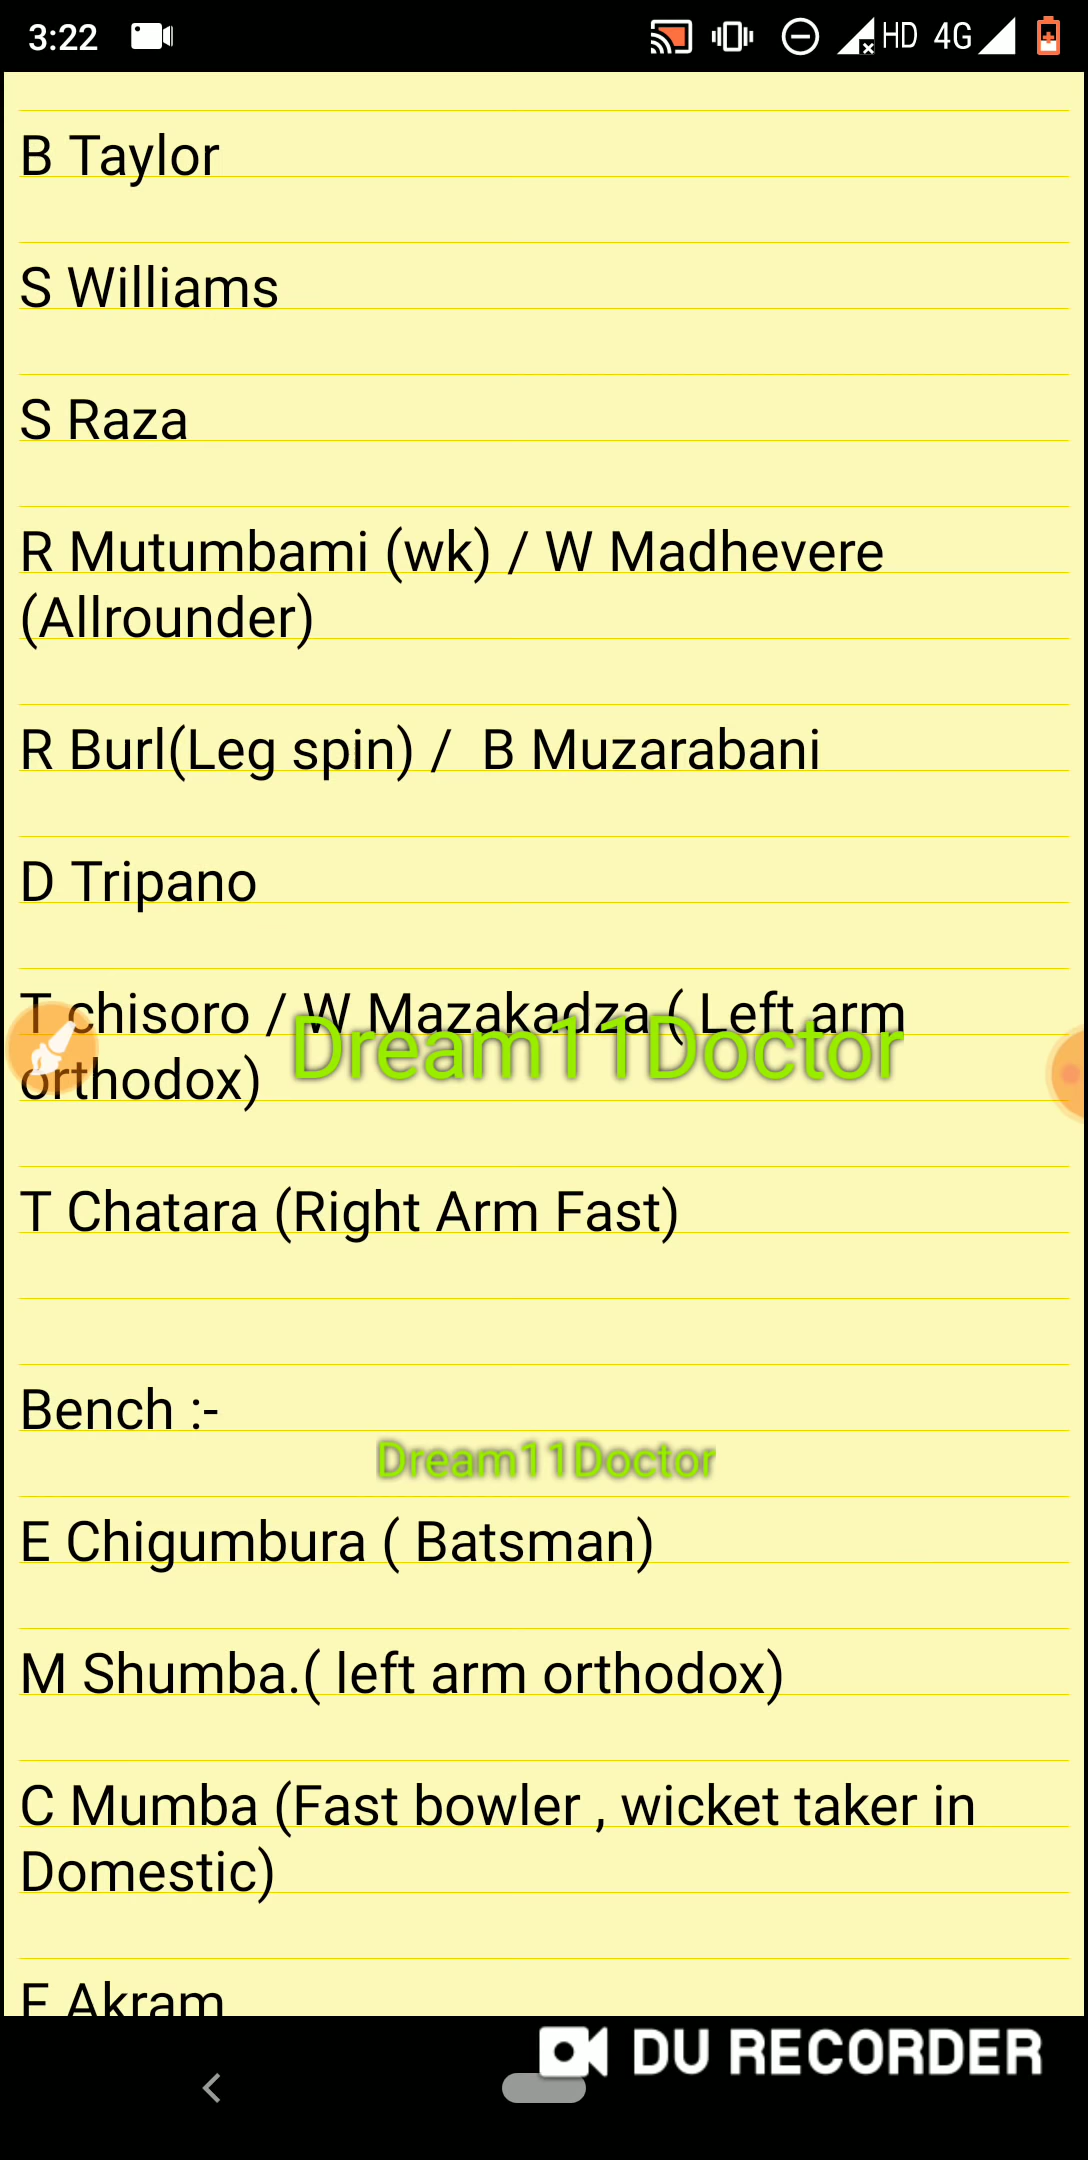 3:22 HD 4G
B Taylor
S Williams
S Raza
R Mutumbami (wk) / W Madhevere
(Allrounder)
R Burl(Leg spin) /  B Muzarabani
D Tripano
T chisoro / W Mazakadza ( Left arm
orthodox)
Dream11Doctor
T Chatara (Right Arm Fast)
Bench :-
Dream11Doctor
E Chigumbura ( Batsman)
M Shumba.( left arm orthodox)
C Mumba (Fast bowler , wicket taker in
Domestic)
Akram
DU RECORDER